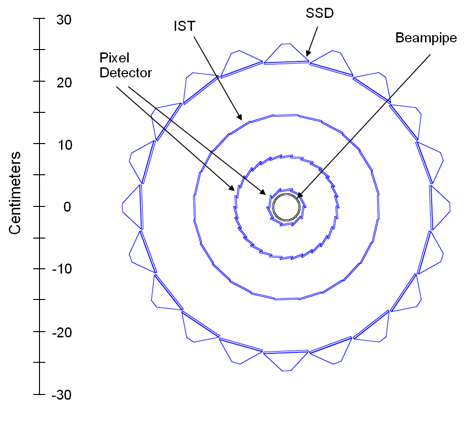 30
SSD
IST
Beampipe
Pixel
Detector
20
10
Centimeters
0
-10
-20
-30